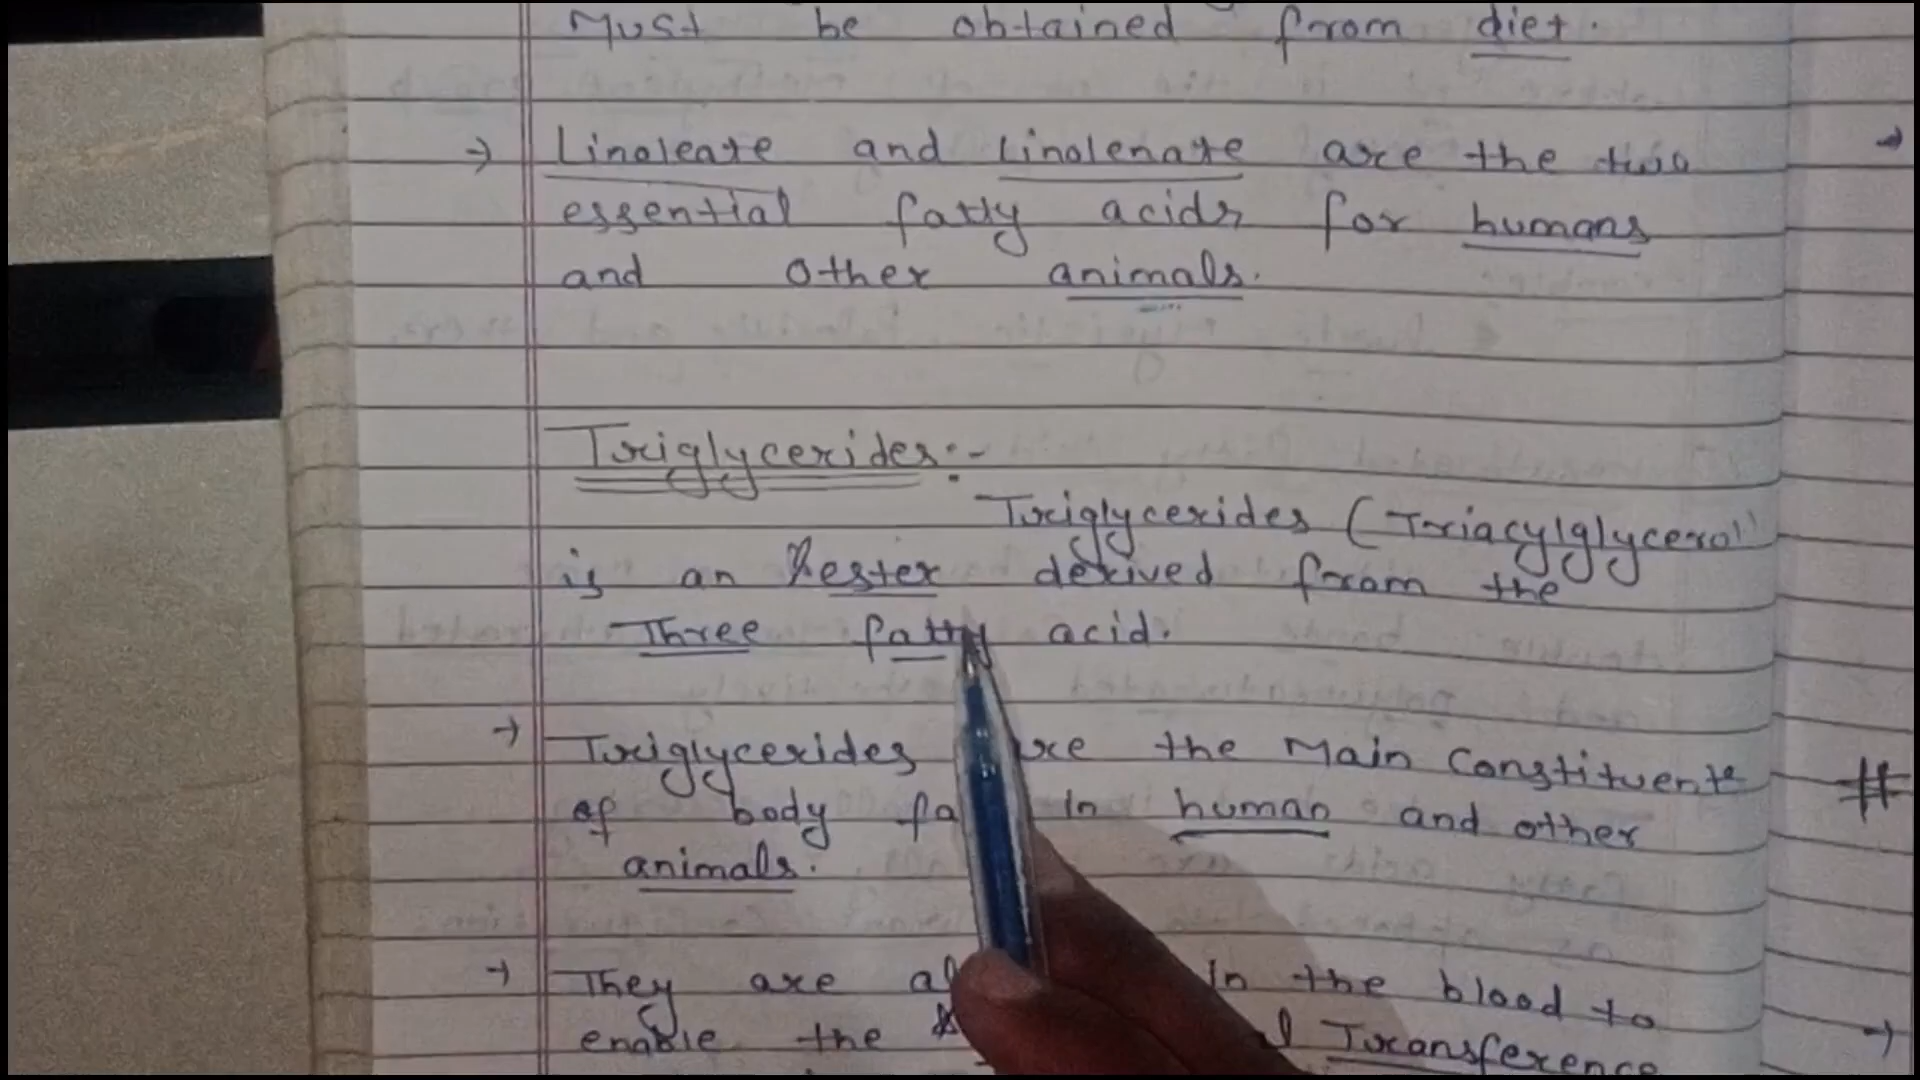 Must be obtained from diet.
→ Linoleate and Linolenate are the two
essential fatty acids for humans
and other animals.
Triglycerides:-
Triglycerides (Triacylglycerol)
is an ester derived from the
Three fatty acid.
→ Triglycerides are the Main Constituente
of body in human and other
animals.
→ They are in the blood to
enable the Transference